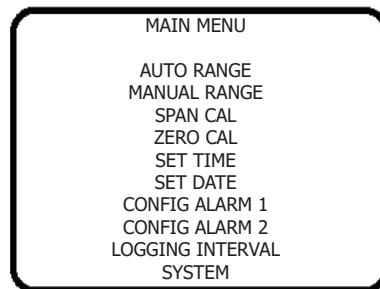 MAIN MENU
AUTO RANGE
MANUAL RANGE
SPAN CAL
ZERO CAL
SET TIME
SET DATE
CONFIG ALARM 1
CONFIG ALARM 2
LOGGING INTERVAL
SYSTEM